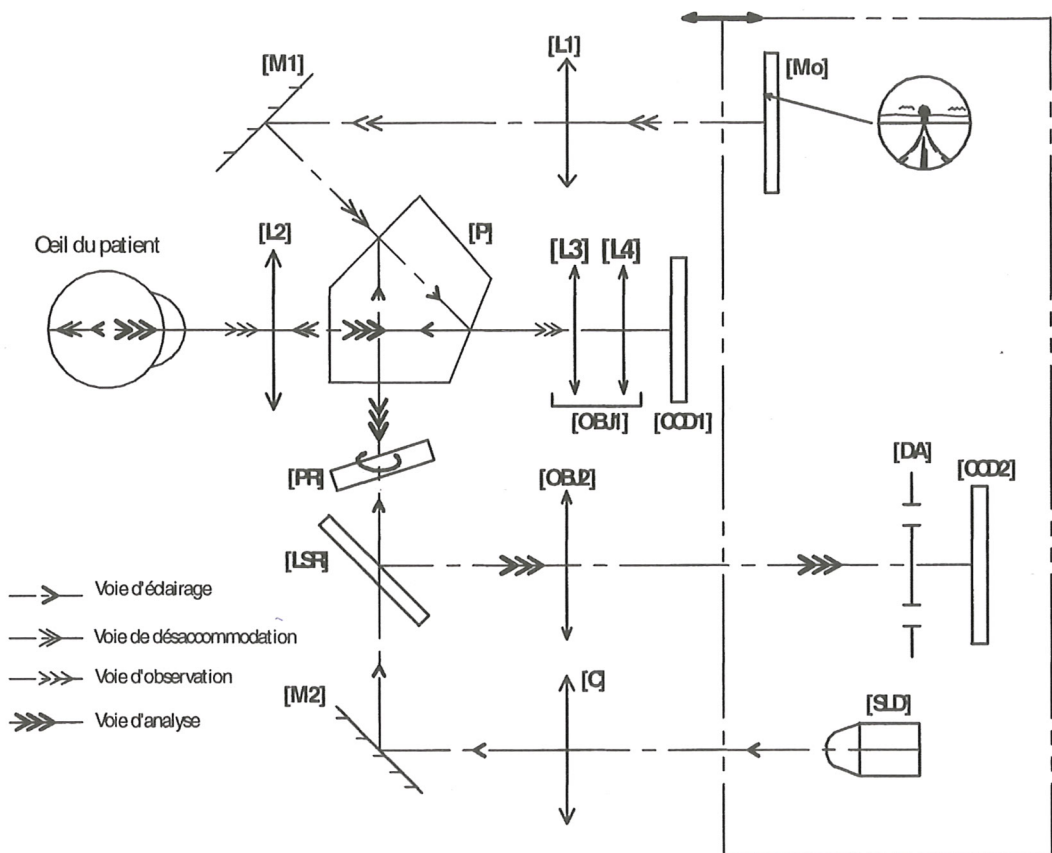 [L1]
[M1]
[Mo]
[L2]
[P]
[L3] [L4]
Œil du patient
[OBJ1]
[CCD1]
[PR]
[OBJ2]
[DA]
[CCD2]
[LSR]
Voie d'éclairage
Voie de désaccommodation
Voie d'observation
Voie d'analyse
[M2]
[C]
[SLD]